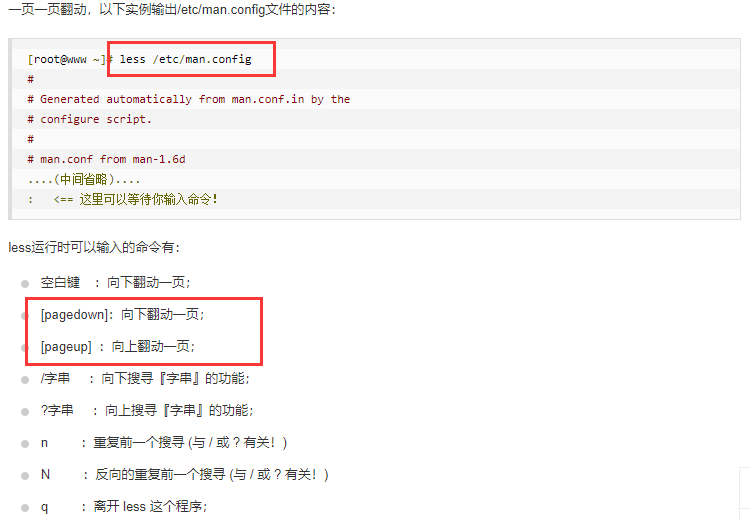 一页一页翻动，以下实例输出/etc/man.config文件的内容：
[root@www ~]# less /etc/man.config
#
# Generated automatically from man.conf.in by the
# configure script.
#
# man.conf from man-1.6d
....(中间省略)....
:   <== 这里可以等待你输入命令！
less运行时可以输入的命令有：
空白键 ：向下翻动一页；
[pagedown]：向下翻动一页；
[pageup] ：向上翻动一页；
/字串 ：向下搜寻『字串』的功能；
?字串 ：向上搜寻『字串』的功能；
n ：重复前一个搜寻 (与 / 或 ? 有关！)
N ：反向的重复前一个搜寻 (与 / 或 ? 有关！)
q ：离开 less 这个程序；